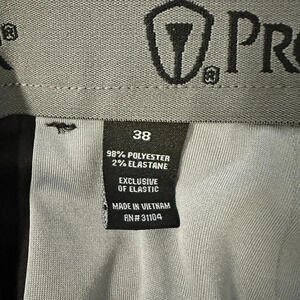 ® PRO
38
98% POLYESTER
2% ELASTANE
EXCLUSIVE
OF ELASTIC
MADE IN VIETNAM
RN# 31104